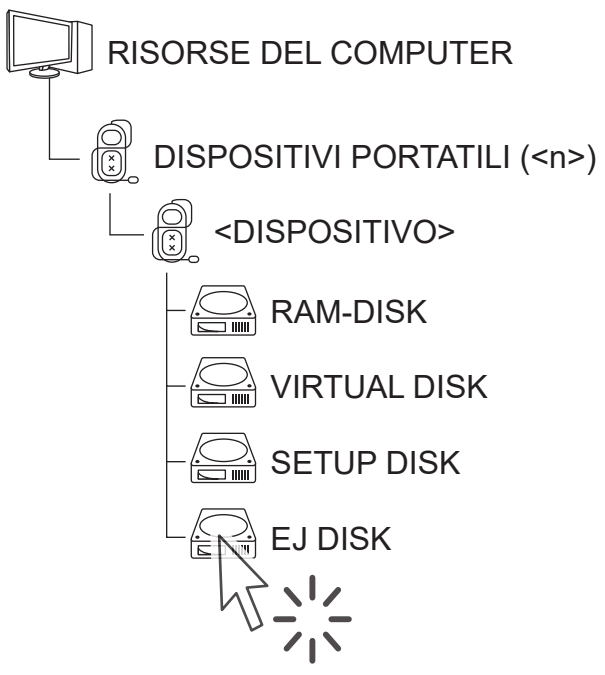 RISORSE DEL COMPUTER
DISPOSITIVI PORTATILI (<n>)
<DISPOSITIVO>
RAM-DISK
VIRTUAL DISK
SETUP DISK
EJ DISK